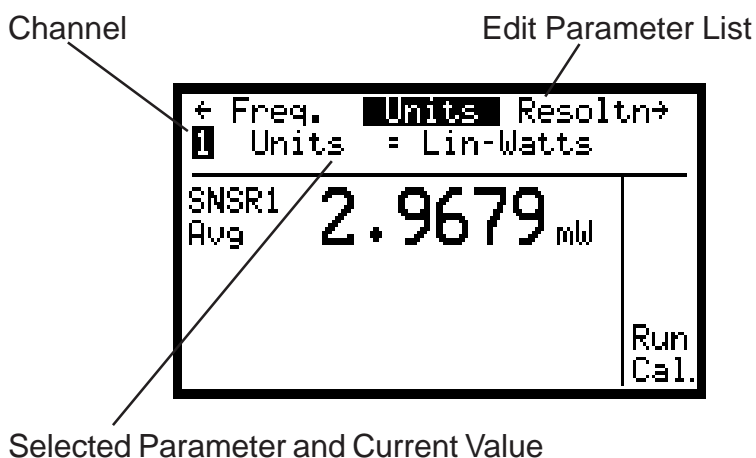 Channel
Edit Parameter List
← Freq. Units Resoltn→
1 Units = Lin-Watts
SNSR1
Avg 2.9679 mW
Run
Cal.
Selected Parameter and Current Value